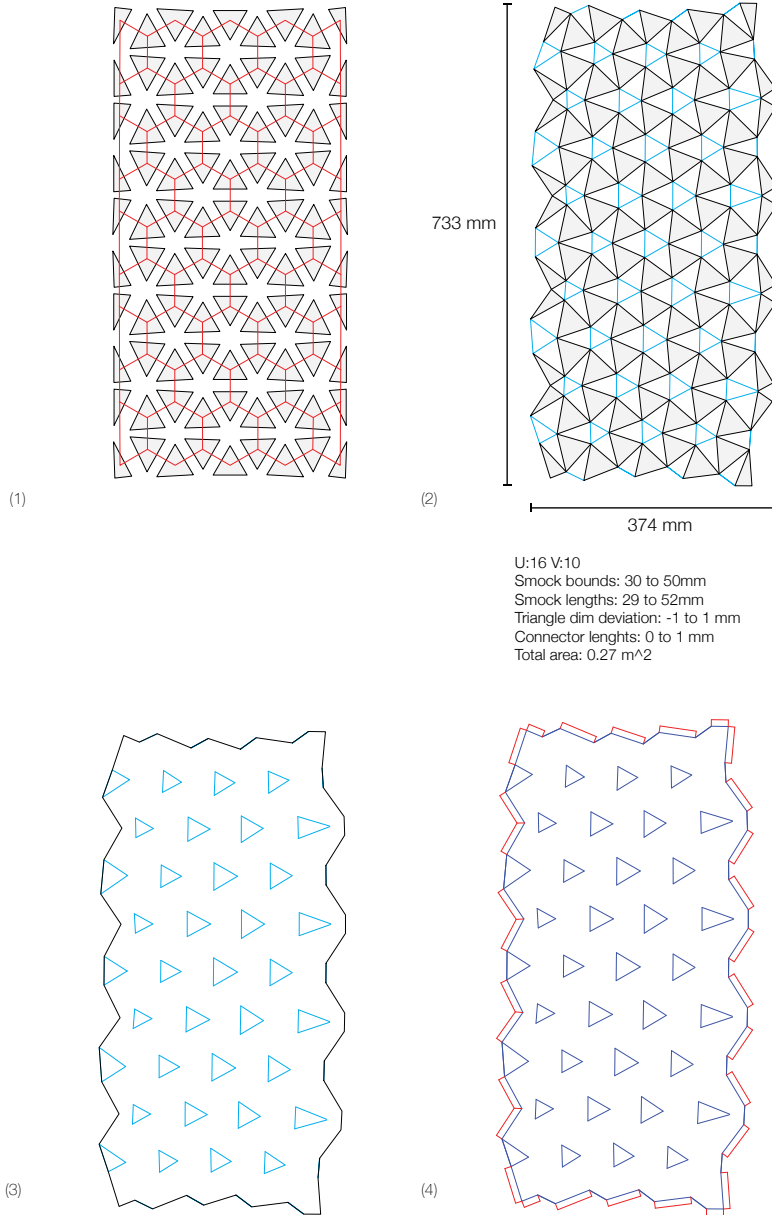 733 mm
(1)
(2)
374 mm
U:16 V:10
Smock bounds: 30 to 50mm
Smock lengths: 29 to 52mm
Triangle dim deviation: -1 to 1 mm
Connector lenghts: 0 to 1 mm
Total area: 0.27 m^2
(3)
(4)